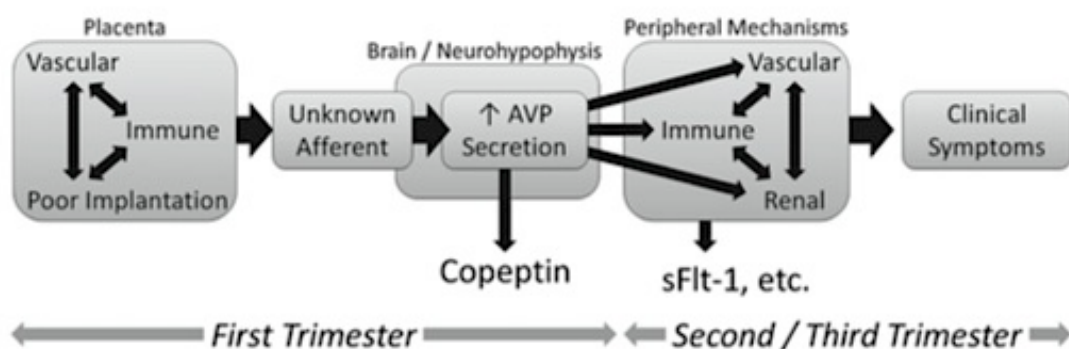 Placenta
Vascular
Immune
Poor Implantation
Unknown
Afferent
Brain / Neurohypophysis
↑ AVP
Secretion
Copeptin
Peripheral Mechanisms
Vascular
Immune
Renal
sFlt-1, etc.
Clinical
Symptoms
First Trimester
Second / Third Trimester